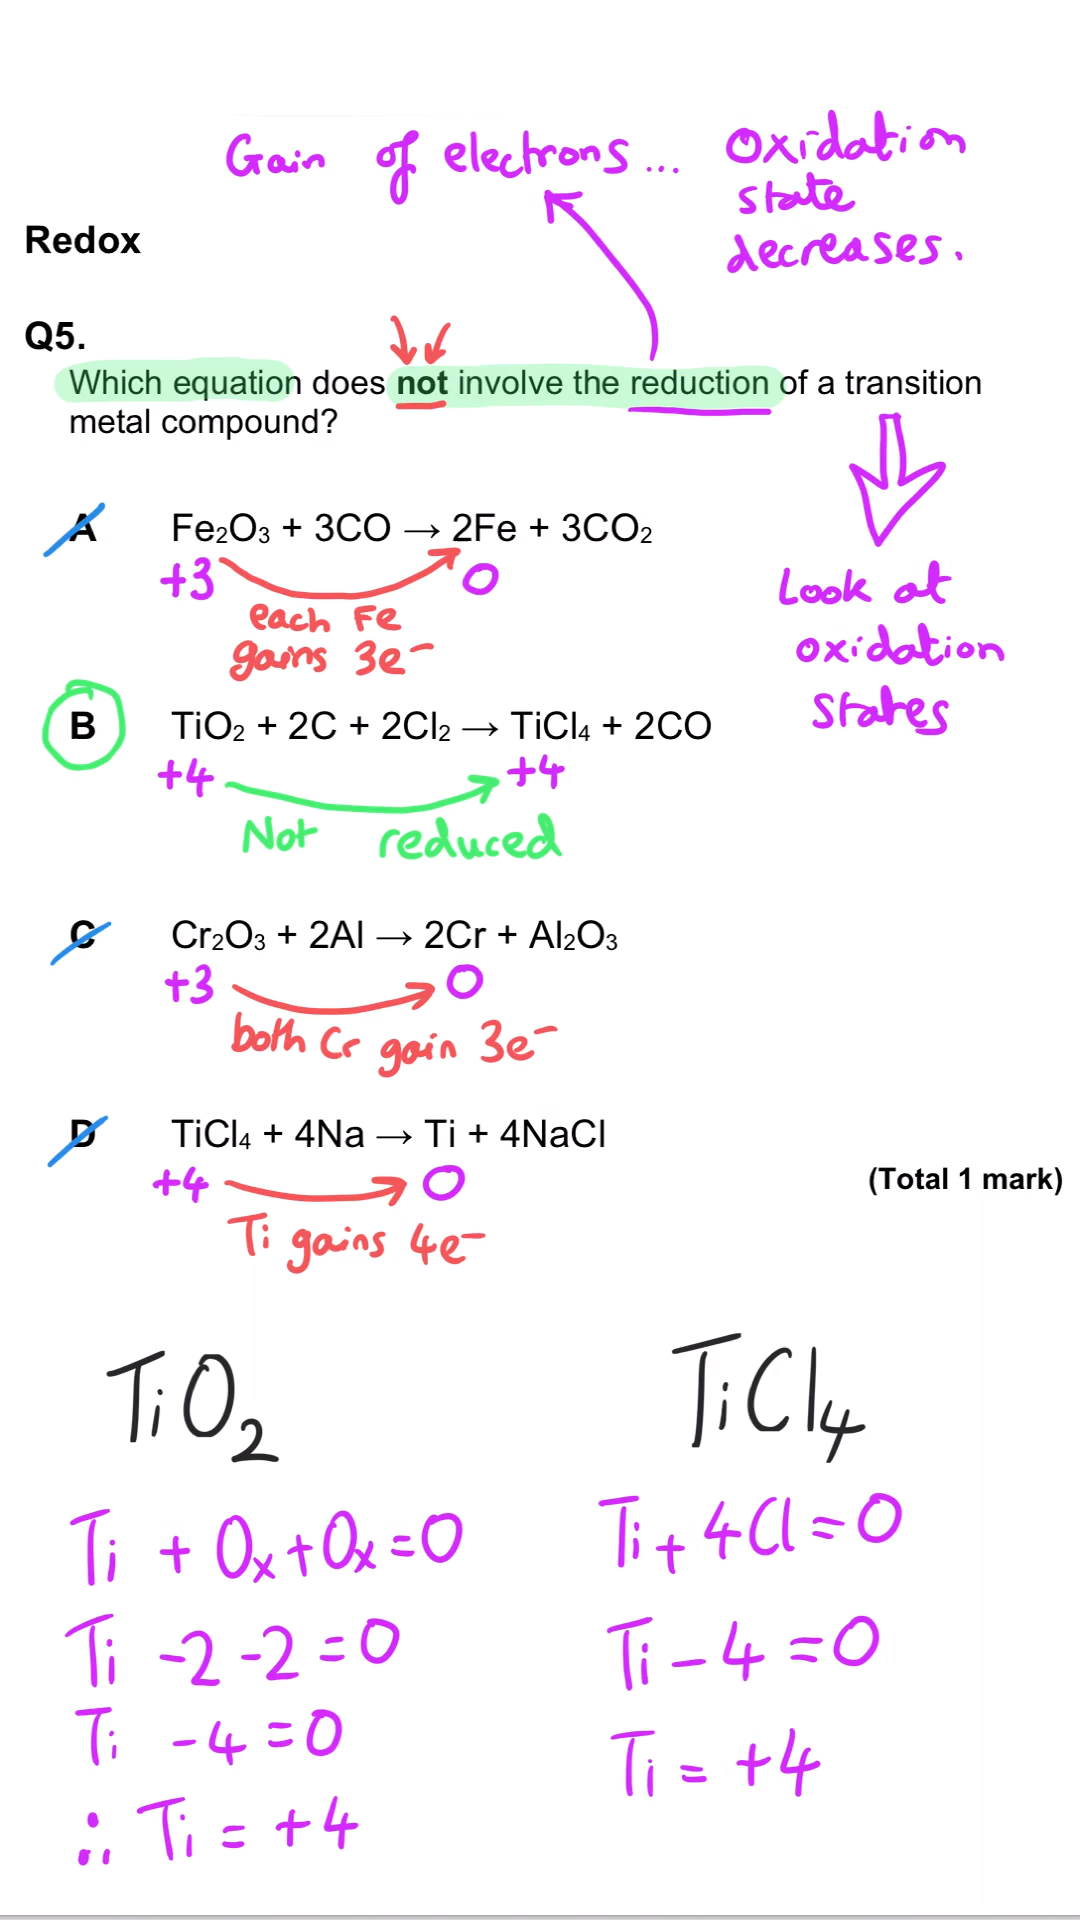 Gain of electrons... Oxidation
state
decreases.
Redox
Q5.
Which equation does not involve the reduction of a transition
metal compound?
A Fe₂O₃ + 3CO → 2Fe + 3CO₂
+3 0
each Fe
gains 3e⁻
Look at
oxidation
states
B TiO₂ + 2C + 2Cl₂ → TiCl₄ + 2CO
+4 +4
Not reduced
C Cr₂O₃ + 2Al → 2Cr + Al₂O₃
+3 0
both Cr gain 3e⁻
D TiCl₄ + 4Na → Ti + 4NaCl
+4 0
(Total 1 mark)
Ti gains 4e⁻
TiO₂
Ti + Ox + Ox = 0
Ti -2 -2 = 0
Ti -4 = 0
∴ Ti = +4
TiCl₄
Ti + 4Cl = 0
Ti - 4 = 0
Ti = +4